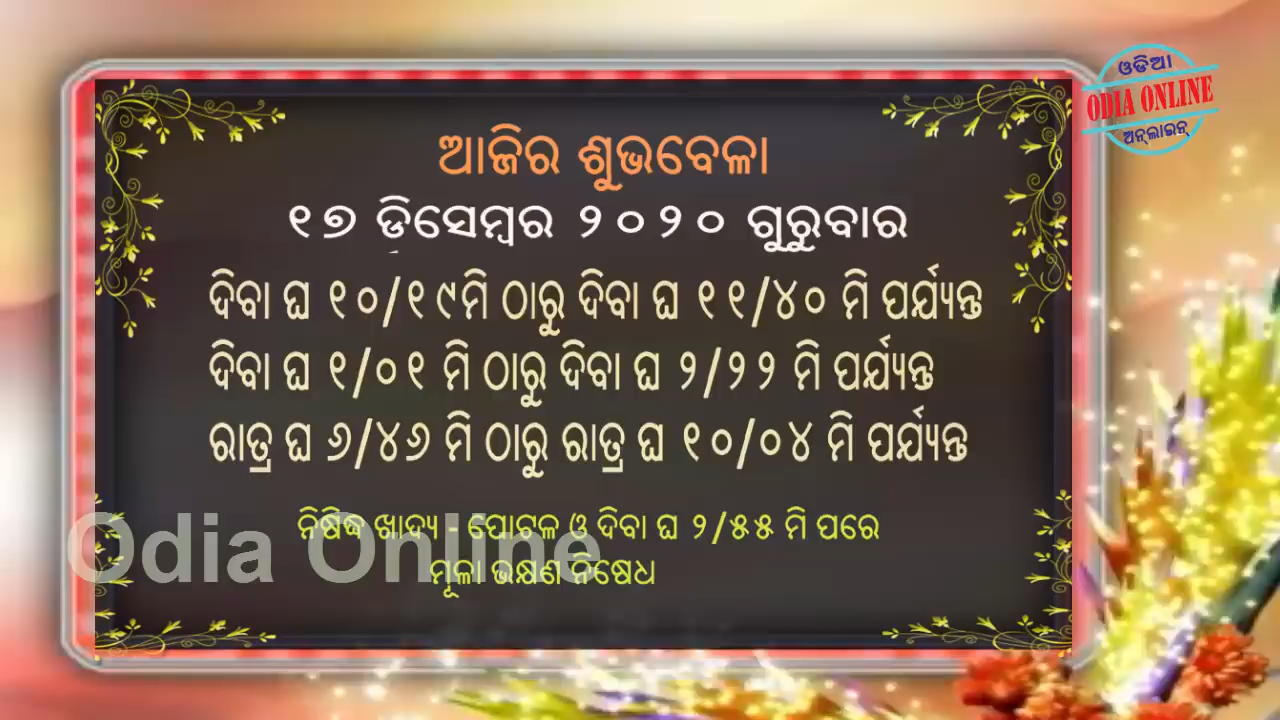 ଓଡିଆ
ODIA ONLINE
ଅନ୍‌ଲାଇନ୍
ଆଜିର ଶୁଭବେଳା
୧୭ ଡ଼ିସେମ୍ବର ୨୦୨୦ ଗୁରୁବାର
ଦିବା ଘ ୧୦/୧୯ମି ଠାରୁ ଦିବା ଘ ୧୧/୪୦ ମି ପର୍ଯ୍ୟନ୍ତ
ଦିବା ଘ ୧/୦୧ ମି ଠାରୁ ଦିବା ଘ ୨/୨୨ ମି ପର୍ଯ୍ୟନ୍ତ
ରାତ୍ର ଘ ୬/୪୬ ମି ଠାରୁ ରାତ୍ର ଘ ୧୦/୦୪ ମି ପର୍ଯ୍ୟନ୍ତ
ନିଷିଦ୍ଧ ଖାଦ୍ୟ - ପୋଟଳ ଓ ଦିବା ଘ ୨/୫୫ ମି ପରେ
ମୂଳା ଭକ୍ଷଣ ନିଷେଧ
Odia Online